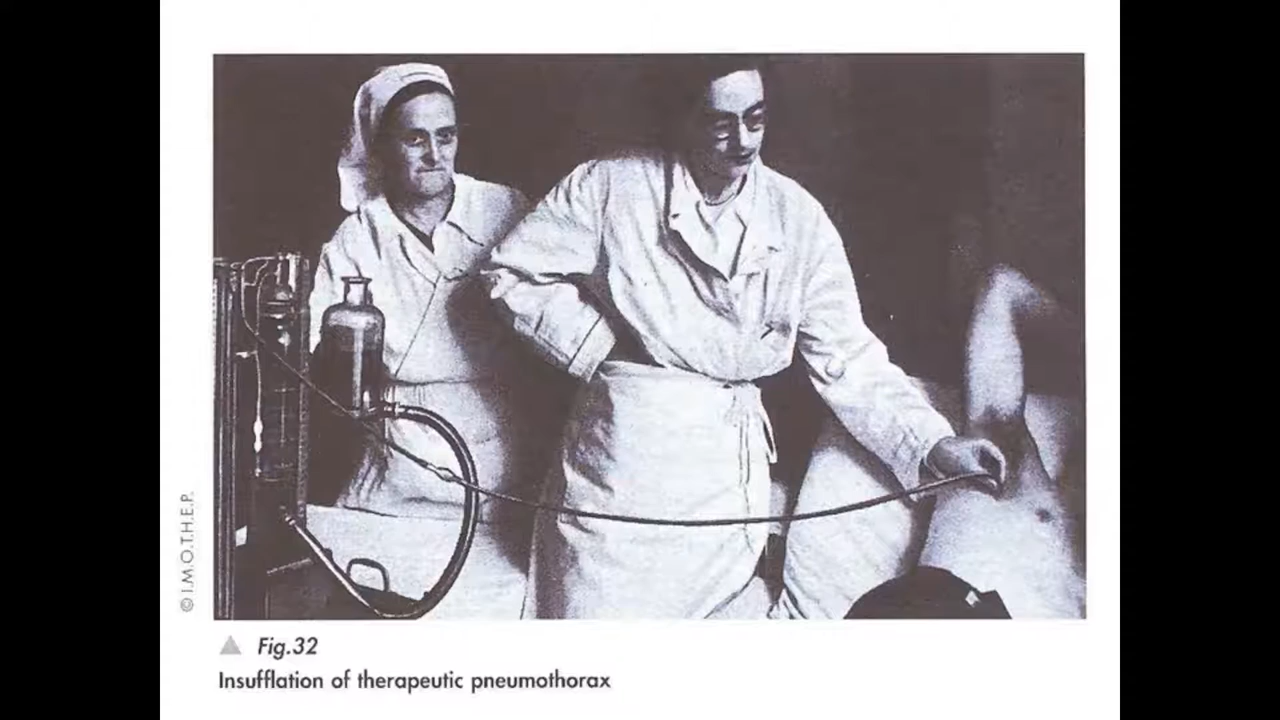 © I.M.O.T.H.E.P.
Fig.32
Insufflation of therapeutic pneumothorax